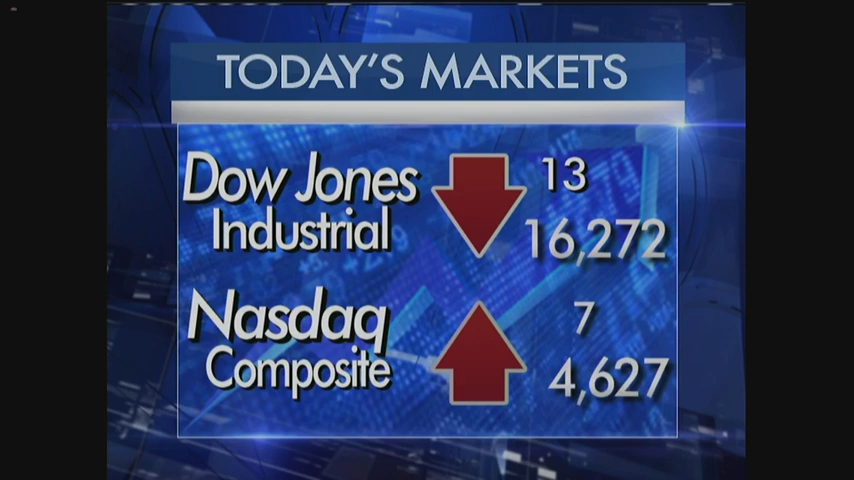 TODAY'S MARKETS
Dow Jones
Industrial
13
16,272
Nasdaq
Composite
7
4,627